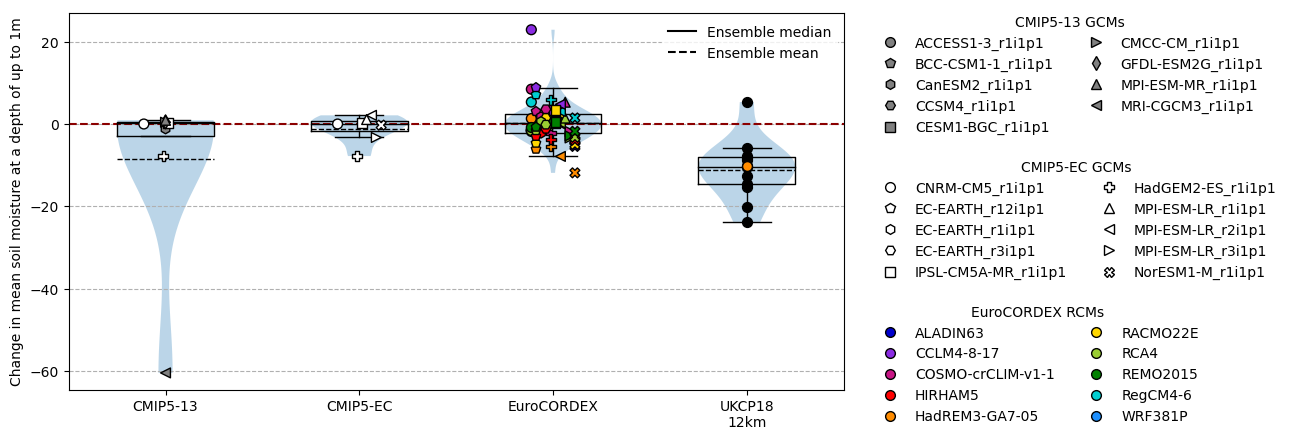 Change in mean soil moisture at a depth of up to 1m
20
0
−20
−40
−60
CMIP5-13
CMIP5-EC
EuroCORDEX
UKCP18
12km
Ensemble median
Ensemble mean
CMIP5-13 GCMs
ACCESS1-3_r1i1p1
BCC-CSM1-1_r1i1p1
CanESM2_r1i1p1
CCSM4_r1i1p1
CESM1-BGC_r1i1p1
CMCC-CM_r1i1p1
GFDL-ESM2G_r1i1p1
MPI-ESM-MR_r1i1p1
MRI-CGCM3_r1i1p1
CMIP5-EC GCMs
CNRM-CM5_r1i1p1
EC-EARTH_r12i1p1
EC-EARTH_r1i1p1
EC-EARTH_r3i1p1
IPSL-CM5A-MR_r1i1p1
HadGEM2-ES_r1i1p1
MPI-ESM-LR_r1i1p1
MPI-ESM-LR_r2i1p1
MPI-ESM-LR_r3i1p1
NorESM1-M_r1i1p1
EuroCORDEX RCMs
ALADIN63
CCLM4-8-17
COSMO-crCLIM-v1-1
HIRHAM5
HadREM3-GA7-05
RACMO22E
RCA4
REMO2015
RegCM4-6
WRF381P